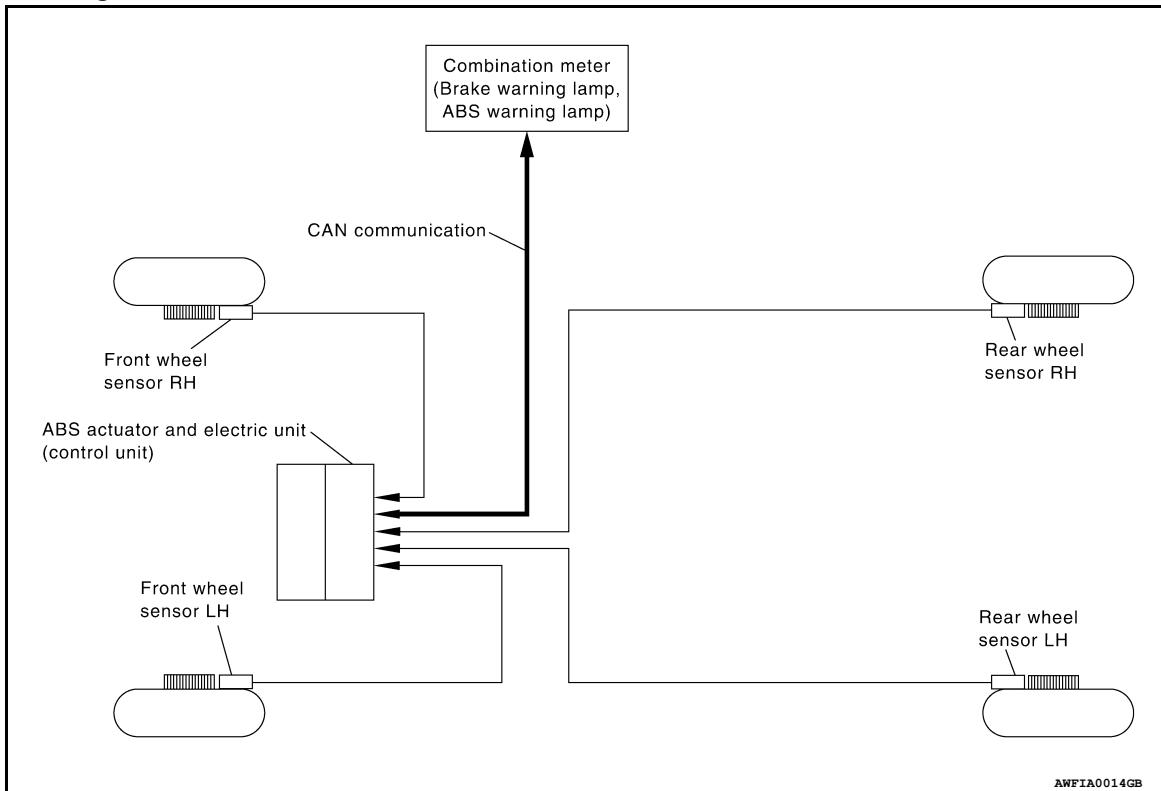 Combination meter
(Brake warning lamp,
ABS warning lamp)
CAN communication
Front wheel
sensor RH
Rear wheel
sensor RH
ABS actuator and electric unit
(control unit)
Front wheel
sensor LH
Rear wheel
sensor LH
AWFIA0014GB